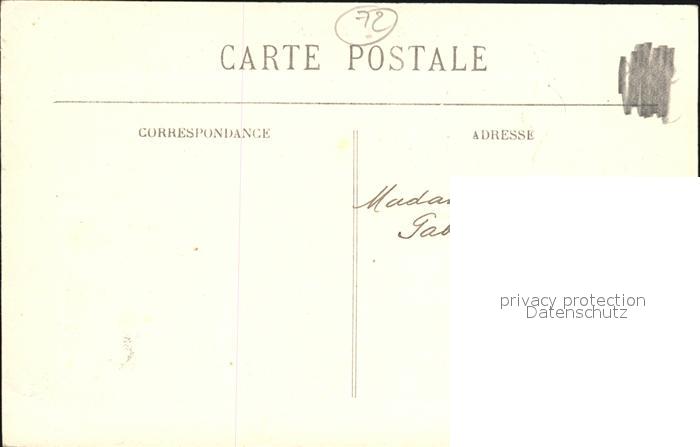 72
CARTE POSTALE
CORRESPONDANCE
ADRESSE
privacy protection
Datenschutz